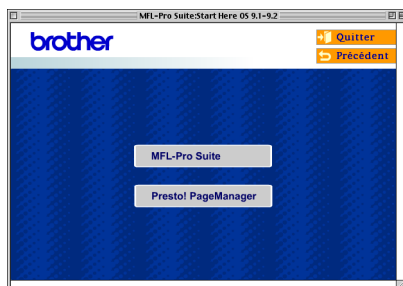 MFL-Pro Suite:Start Here OS 9.1-9.2
brother
Quitter
Précédent
MFL-Pro Suite
Presto! PageManager